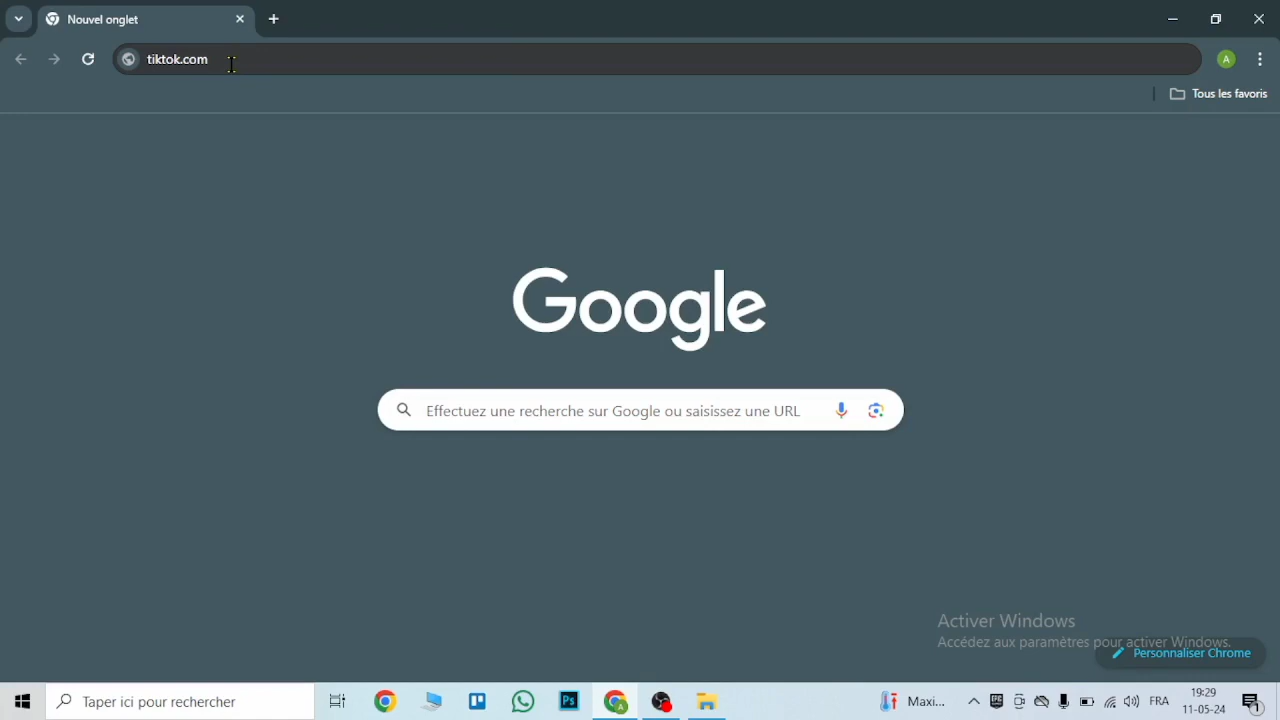 Nouvel onglet
tiktok.com
A
Tous les favoris
Google
Effectuez une recherche sur Google ou saisissez une URL
Activer Windows
Accédez aux paramètres pour activer Windows.
Personnaliser Chrome
Taper ici pour rechercher
Ps
A
Maxi...
FRA
19:29
11-05-24
1